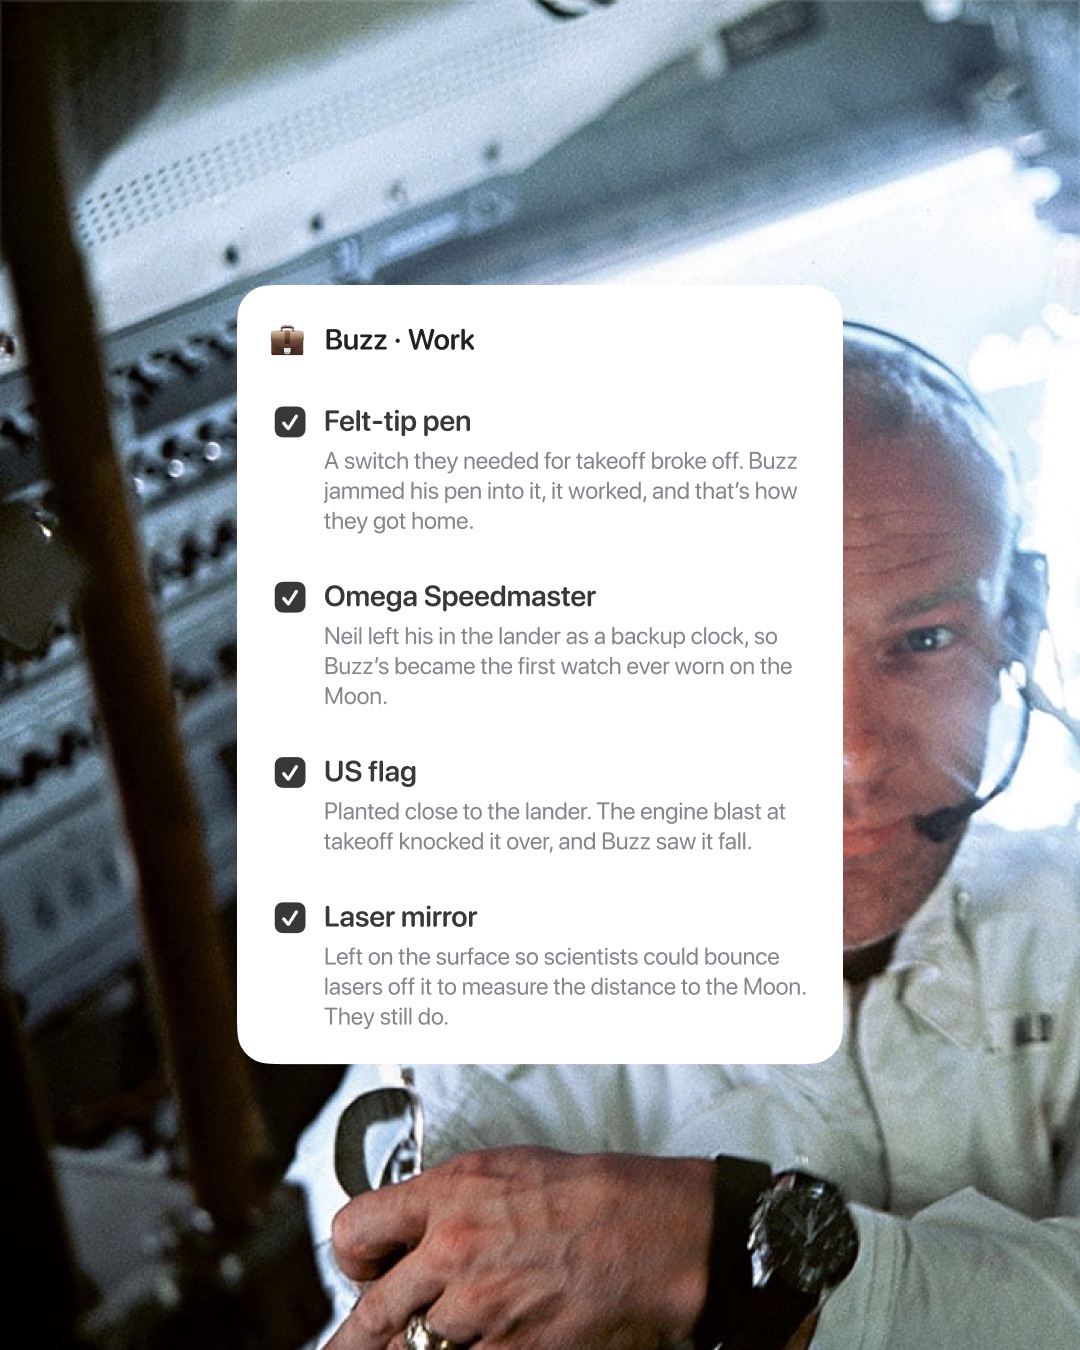 Buzz · Work
Felt-tip pen
A switch they needed for takeoff broke off. Buzz
jammed his pen into it, it worked, and that’s how
they got home.
Omega Speedmaster
Neil left his in the lander as a backup clock, so
Buzz’s became the first watch ever worn on the
Moon.
US flag
Planted close to the lander. The engine blast at
takeoff knocked it over, and Buzz saw it fall.
Laser mirror
Left on the surface so scientists could bounce
lasers off it to measure the distance to the Moon.
They still do.